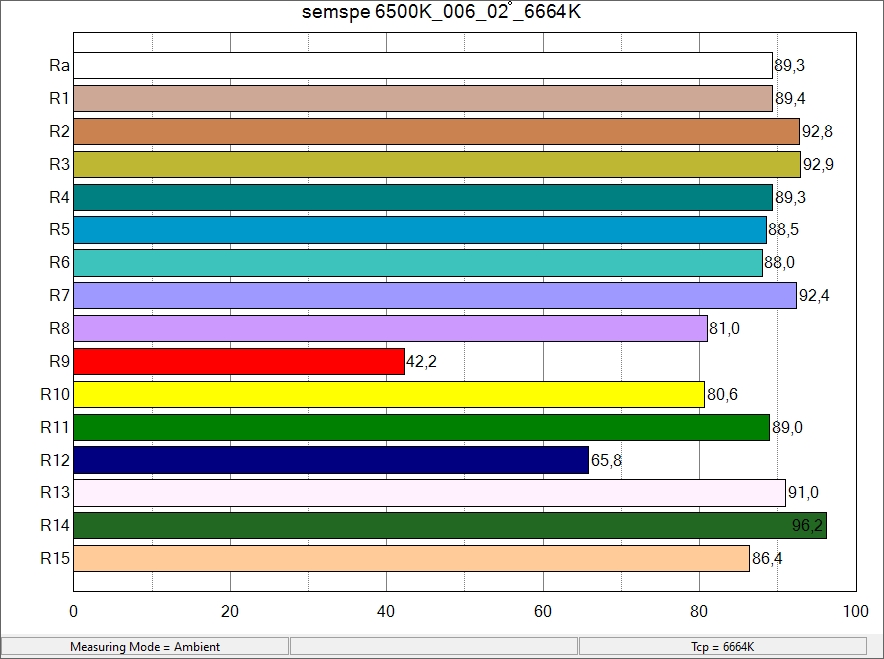 semspe 6500K_006_02°_6664K
Ra 89,3
R1 89,4
R2 92,8
R3 92,9
R4 89,3
R5 88,5
R6 88,0
R7 92,4
R8 81,0
R9 42,2
R10 80,6
R11 89,0
R12 65,8
R13 91,0
R14 96,2
R15 86,4
0 20 40 60 80 100
Measuring Mode = Ambient Tcp = 6664K